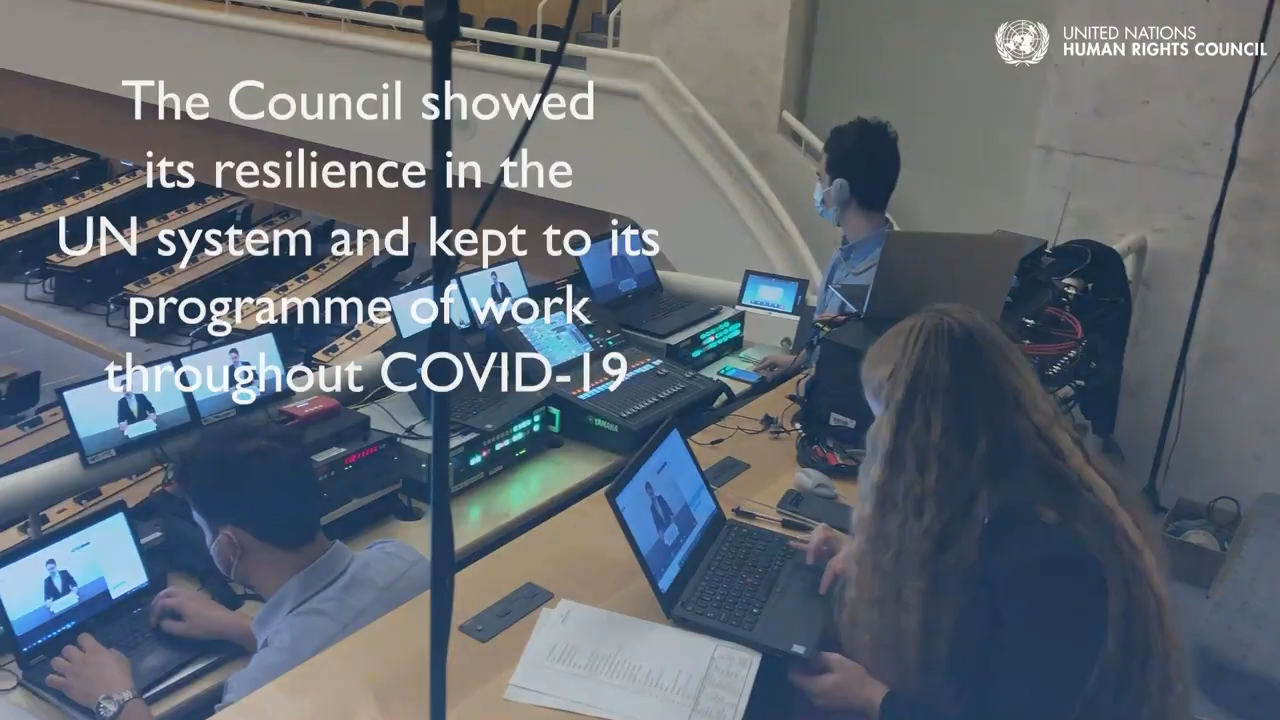 UNITED NATIONS
HUMAN RIGHTS COUNCIL
The Council showed
its resilience in the
UN system and kept to its
programme of work
throughout COVID-19
YAMAHA